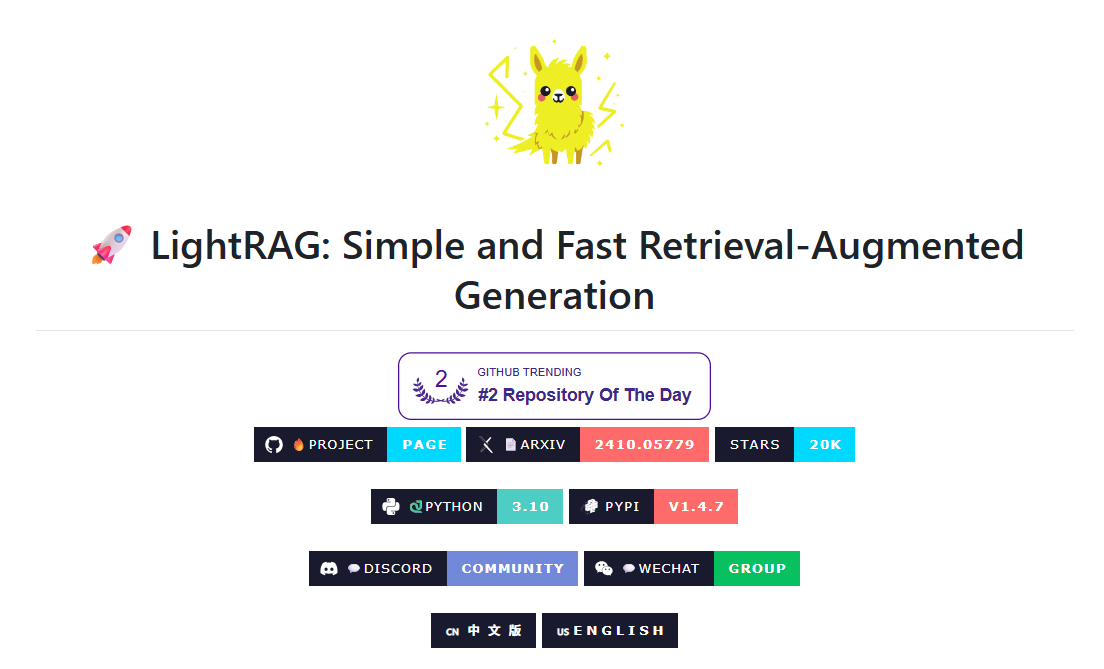 LightRAG: Simple and Fast Retrieval-Augmented
Generation
2
GITHUB TRENDING
#2 Repository Of The Day
PROJECT PAGE ARXIV 2410.05779 STARS 20K
PYTHON 3.10 PYPI V1.4.7
DISCORD COMMUNITY WECHAT GROUP
CN 中文版 US ENGLISH